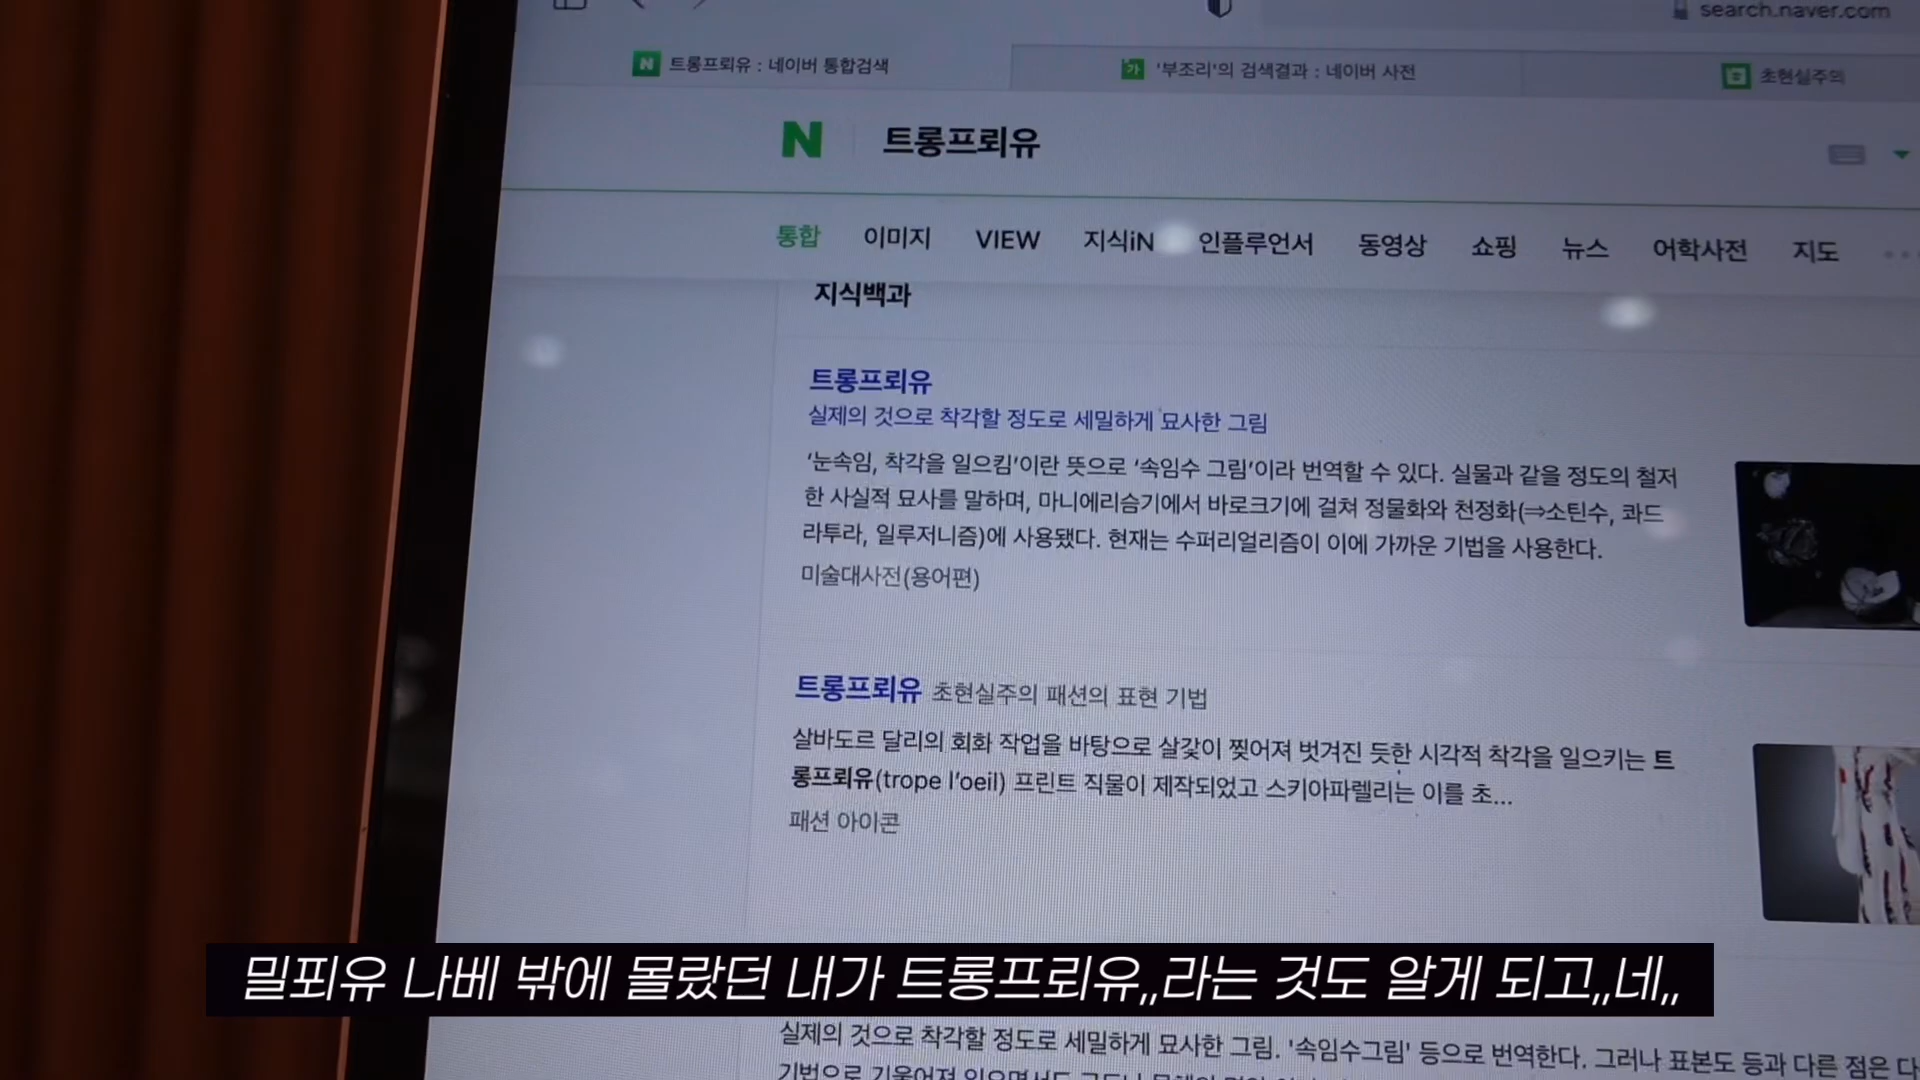 search.naver.com
N 트롱프뢰유 : 네이버 통합검색
가 '부조리'의 검색결과 : 네이버 사전
초현실주의
N 트롱프뢰유
통합 이미지 VIEW 지식iN 인플루언서 동영상 쇼핑 뉴스 어학사전 지도
지식백과
트롱프뢰유
실제의 것으로 착각할 정도로 세밀하게 묘사한 그림
‘눈속임, 착각을 일으킴’이란 뜻으로 ‘속임수 그림’이라 번역할 수 있다. 실물과 같을 정도의 철저
한 사실적 묘사를 말하며, 마니에리슴기에서 바로크기에 걸쳐 정물화와 천정화(⇒소틴수, 콰드
라투라, 일루저니즘)에 사용됐다. 현재는 수퍼리얼리즘이 이에 가까운 기법을 사용한다.
미술대사전(용어편)
트롱프뢰유 초현실주의 패션의 표현 기법
살바도르 달리의 회화 작업을 바탕으로 살갗이 찢어져 벗겨진 듯한 시각적 착각을 일으키는 트
롱프뢰유(trope l’oeil) 프린트 직물이 제작되었고 스키아파렐리는 이를 초...
패션 아이콘
밀푀유 나베 밖에 몰랐던 내가 트롱프뢰유,,라는 것도 알게 되고,,네,,
실제의 것으로 착각할 정도로 세밀하게 묘사한 그림. '속임수그림' 등으로 번역한다. 그러나 표본도 등과 다른 점은 다